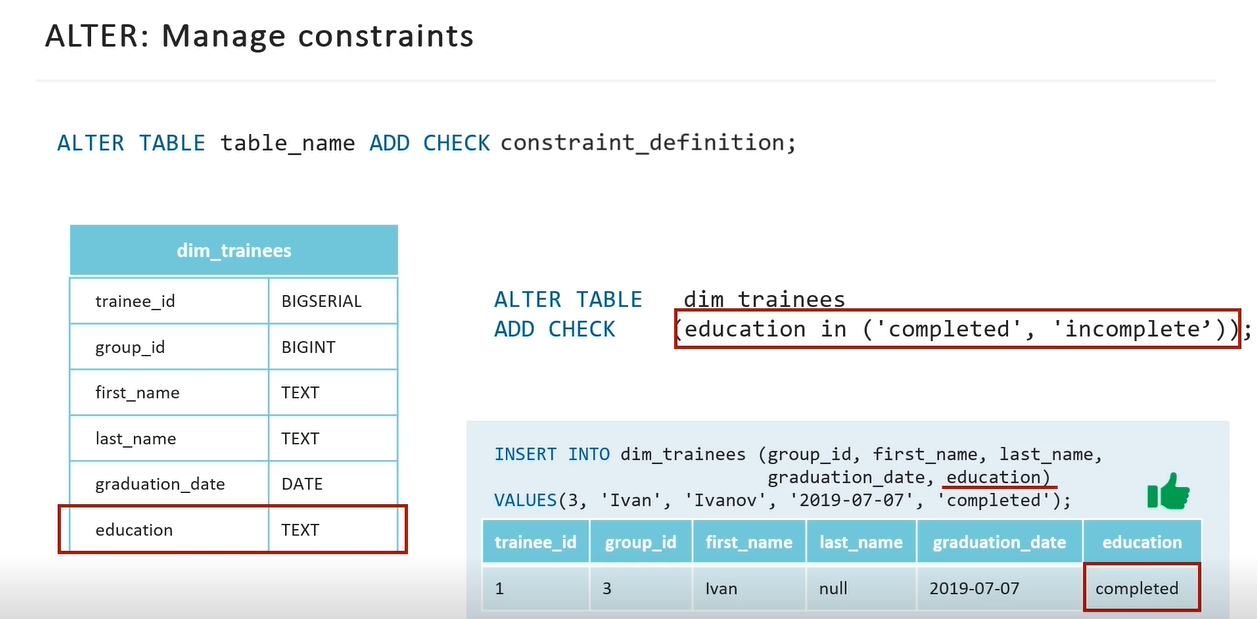 ALTER: Manage constraints
ALTER TABLE table_name ADD CHECK constraint_definition;
dim_trainees
trainee_id BIGSERIAL
group_id BIGINT
first_name TEXT
last_name TEXT
graduation_date DATE
education TEXT
ALTER TABLE dim_trainees
ADD CHECK (education in ('completed', 'incomplete’));
INSERT INTO dim_trainees (group_id, first_name, last_name,
graduation_date, education)
VALUES(3, 'Ivan', 'Ivanov', '2019-07-07', 'completed');
trainee_id group_id first_name last_name graduation_date education
1 3 Ivan null 2019-07-07 completed